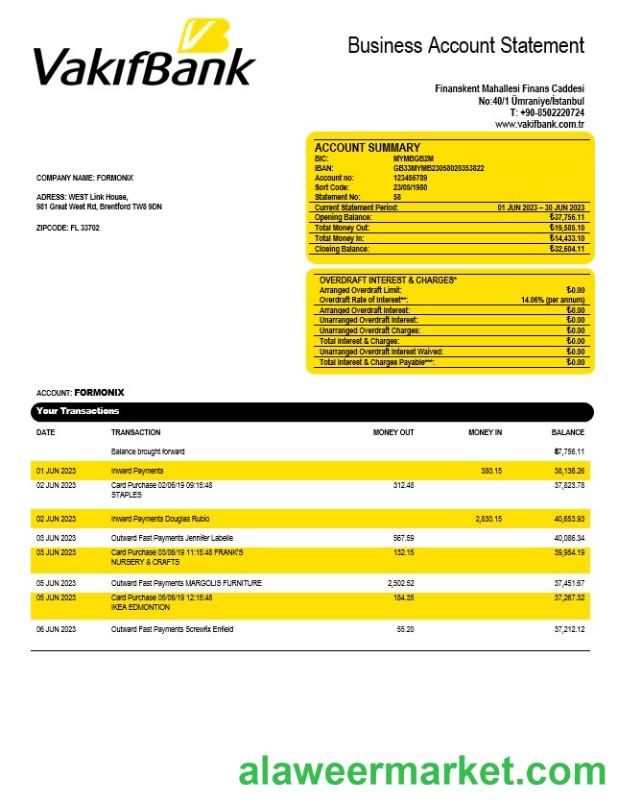 VakıfBank
Business Account Statement
Finanskent Mahallesi Finans Caddesi
No:40/1 Ümraniye/İstanbul
T: +90-8502220724
www.vakifbank.com.tr
COMPANY NAME: FORMONIX
ADRESS: WEST Link House,
981 Great West Rd, Brentford TW8 9DN
ZIPCODE: FL 33702
ACCOUNT SUMMARY
BIC: MYMBGB2M
IBAN: GB33MYMB23058020353822
Account no: 123456789
Sort Code: 23/05/1980
Statement No: 58
Current Statement Period: 01 JUN 2023 – 30 JUN 2023
Opening Balance: ₺37,756.11
Total Money Out: ₺19,585.10
Total Money In: ₺14,433.10
Closing Balance: ₺32,604.11
OVERDRAFT INTEREST & CHARGES*
Arranged Overdraft Limit: ₺0.00
Overdraft Rate of Interest**: 14.06% (per annum)
Arranged Overdraft Interest: ₺0.00
Unarranged Overdraft Interest: ₺0.00
Unarranged Overdraft Charges: ₺0.00
Total Interest & Charges: ₺0.00
Unarranged Overdraft Interest Waived: ₺0.00
Total Interest & Charges Payable***: ₺0.00
ACCOUNT: FORMONIX
Your Transactions
DATE TRANSACTION MONEY OUT MONEY IN BALANCE
Balance brought forward 7,756.11
01 JUN 2023 Inward Payments 380.15 38,136.26
02 JUN 2023 Card Purchase 02/06/19 09:15:48 312.48 37,823.78
STAPLES
02 JUN 2023 Inward Payments Douglas Rubio 2,830.15 40,653.93
03 JUN 2023 Outward Fast Payments Jennifer Labelle 567.59 40,086.34
03 JUN 2023 Card Purchase 03/06/19 11:15:48 FRANK'S 132.15 39,954.19
NURSERY & CRAFTS
05 JUN 2023 Outward Fast Payments MARGOLIS FURNITURE 2,502.52 37,451.67
05 JUN 2023 Card Purchase 05/06/19 12:15:48 184.35 37,267.32
IKEA EDMONTION
06 JUN 2023 Outward Fast Payments Screwfix Enfield 55.20 37,212.12
alaweermarket.com